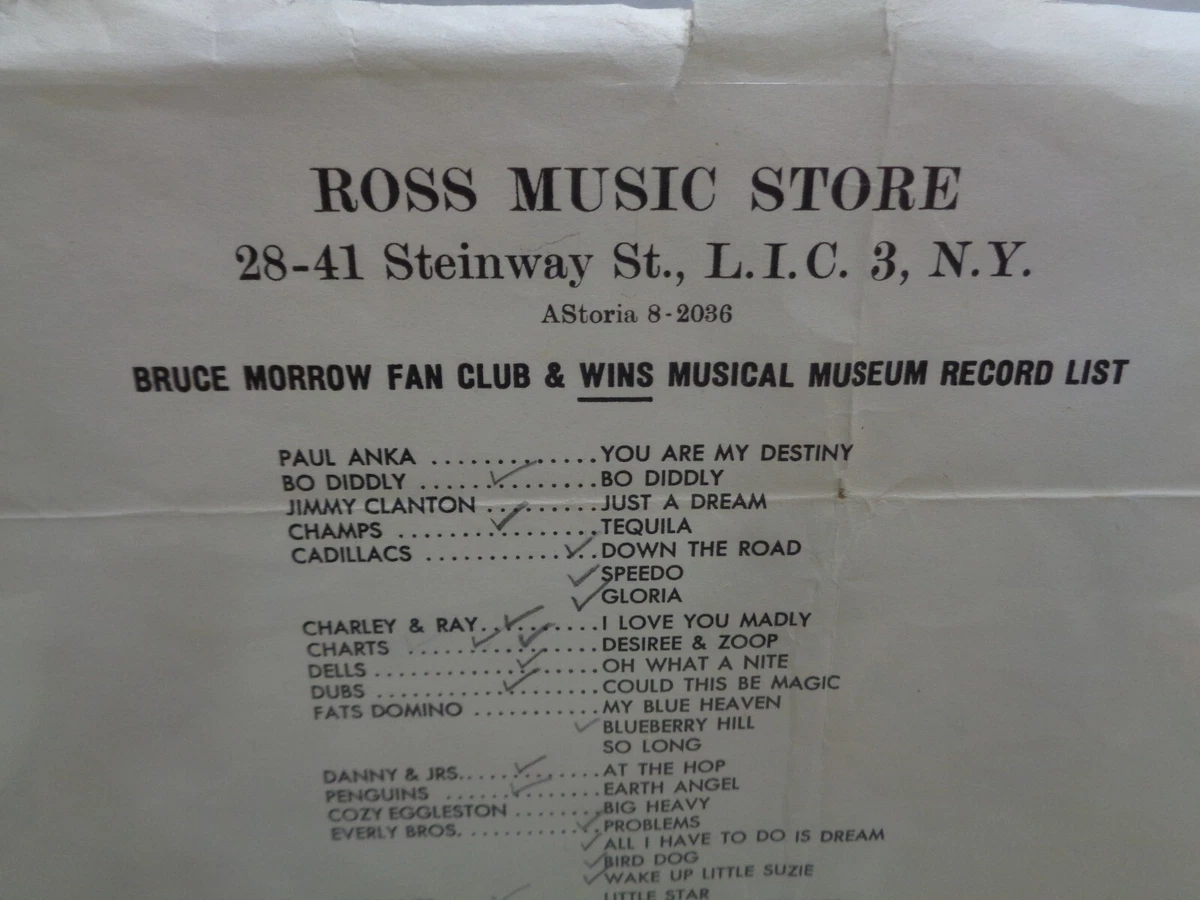 ROSS MUSIC STORE
28-41 Steinway St., L.I.C. 3, N.Y.
AStoria 8-2036
BRUCE MORROW FAN CLUB & WINS MUSICAL MUSEUM RECORD LIST
PAUL ANKA .............YOU ARE MY DESTINY
BO DIDDLY ..............BO DIDDLY
JIMMY CLANTON .........JUST A DREAM
CHAMPS ...............TEQUILA
CADILLACS .............DOWN THE ROAD
SPEEDO
GLORIA
CHARLEY & RAY.........I LOVE YOU MADLY
CHARTS ..............DESIREE & ZOOP
DELLS .................OH WHAT A NITE
DUBS .................COULD THIS BE MAGIC
FATS DOMINO ..........MY BLUE HEAVEN
BLUEBERRY HILL
SO LONG
DANNY & JRS...........AT THE HOP
PENGUINS ............EARTH ANGEL
COZY EGGLESTON .......BIG HEAVY
EVERLY BROS. ..........PROBLEMS
ALL I HAVE TO DO IS DREAM
BIRD DOG
WAKE UP LITTLE SUZIE
LITTLE STAR